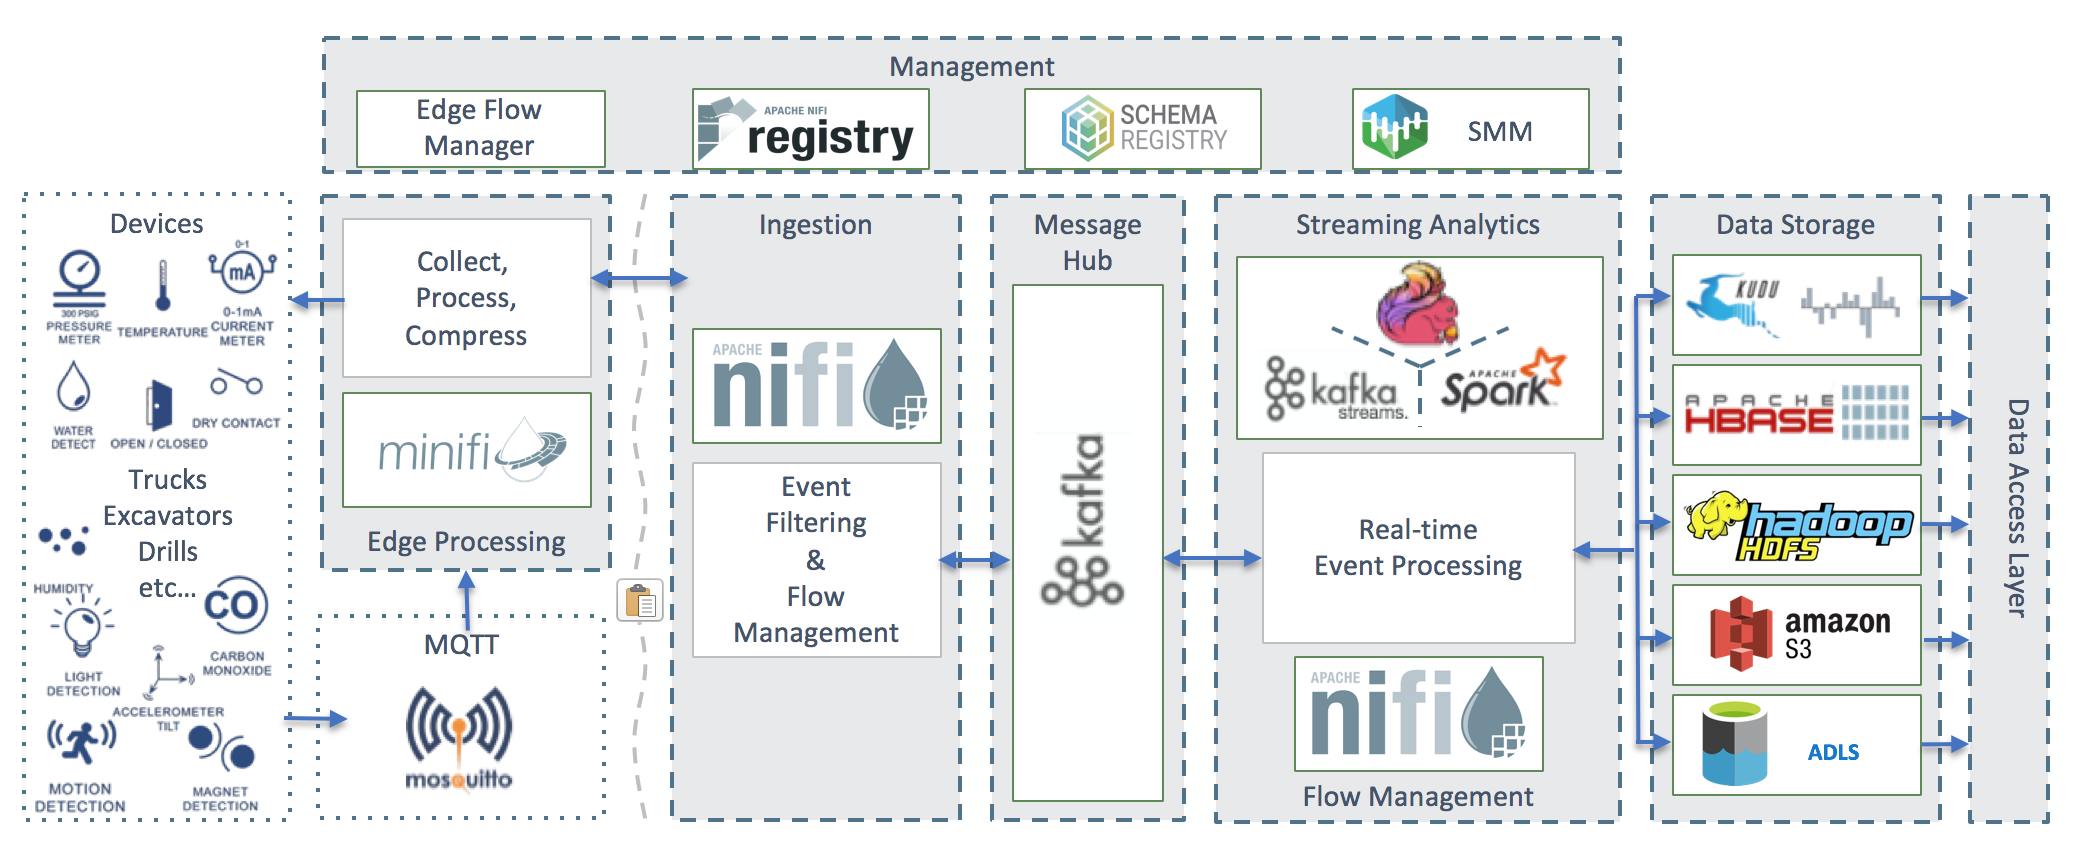 Management
Edge Flow
Manager
APACHE NIFI
registry
SCHEMA
REGISTRY
SMM
Devices
0-1
mA
300 PSIG
PRESSURE
METER
TEMPERATURE
0-1mA
CURRENT
METER
WATER
DETECT
OPEN / CLOSED
DRY CONTACT
Trucks
Excavators
Drills
etc...
HUMIDITY
CO
LIGHT
DETECTION
CARBON
MONOXIDE
ACCELEROMETER
TILT
MOTION
DETECTION
MAGNET
DETECTION
Collect,
Process,
Compress
minifi
Edge Processing
MQTT
mosquitto
Ingestion
APACHE
nifi
Event
Filtering
&
Flow
Management
Message
Hub
kafka
Streaming Analytics
kafka
streams.
APACHE
Spark
Real-time
Event Processing
APACHE
nifi
Flow Management
Data Storage
KUDU
APACHE
HBASE
hadoop
HDFS
amazon
S3
ADLS
Data Access Layer